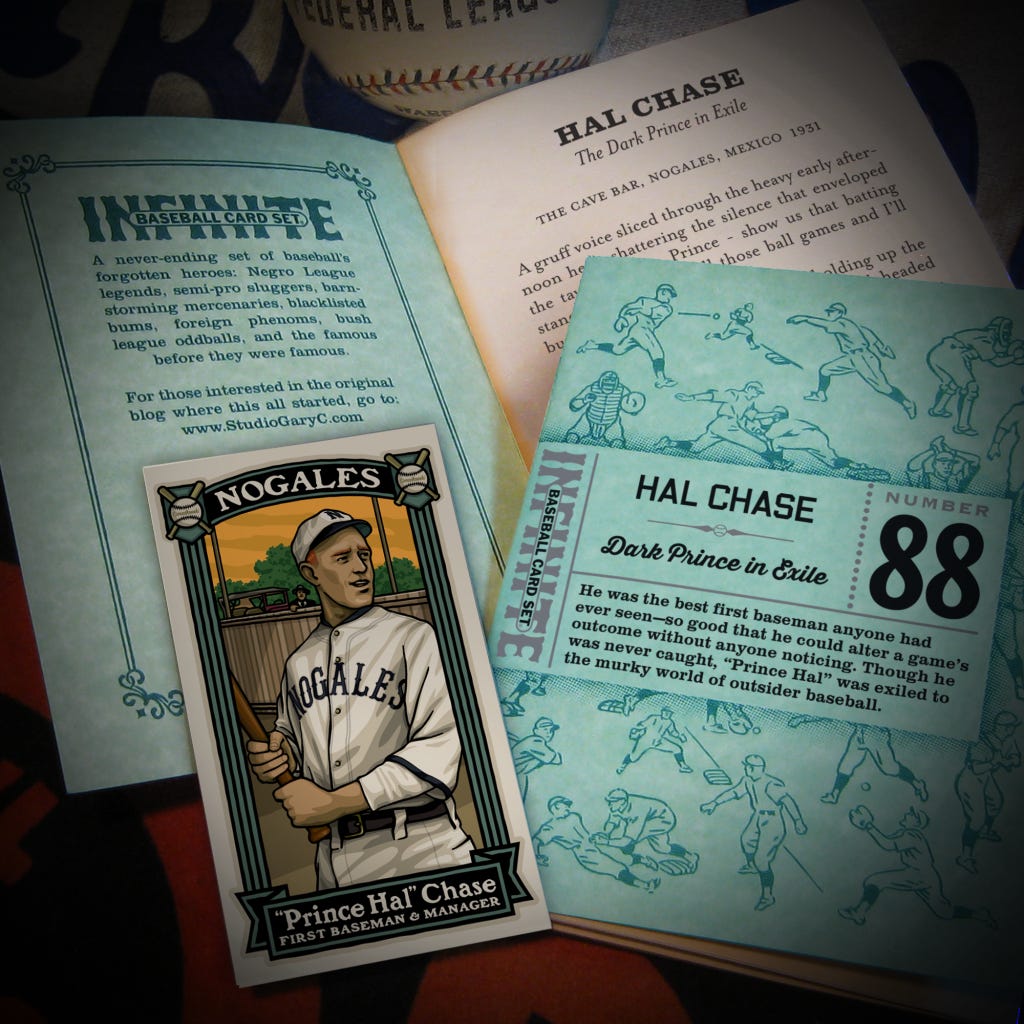 FEDERAL LEAGUE
INFINITE
BASEBALL CARD SET.
A never-ending set of baseball's
forgotten heroes: Negro League
legends, semi-pro sluggers, barn-
storming mercenaries, blacklisted
bums, foreign phenoms, bush
league oddballs, and the famous
before they were famous.
For those interested in the original
blog where this all started, go to:
www.StudioGaryC.com
HAL CHASE
The Dark Prince in Exile
THE CAVE BAR, NOGALES, MEXICO 1931
A gruff voice sliced through the heavy early after-
noon he shattering the silence that enveloped
the ta Prince - show us that batting
stan those ball games and I'll
bu olding up the
headed
NOGALES
NOGALES
"Prince Hal" Chase
FIRST BASEMAN & MANAGER
INFINITE
BASEBALL CARD SET.
HAL CHASE
Dark Prince in Exile
NUMBER
88
He was the best first baseman anyone had
ever seen—so good that he could alter a game's
outcome without anyone noticing. Though he
was never caught, "Prince Hal" was exiled to
the murky world of outsider baseball.